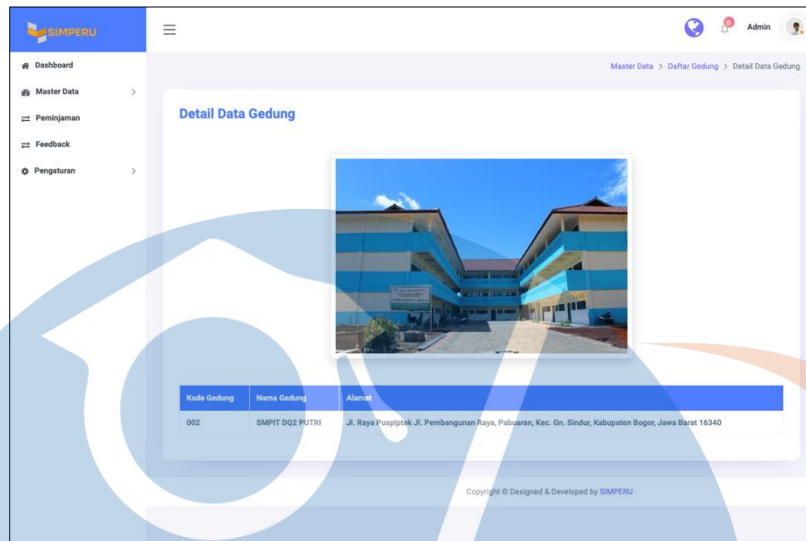 SIMPERU
0
Admin
Dashboard
Master Data
Peminjaman
Feedback
Pengaturan
Master Data > Daftar Gedung > Detail Data Gedung
Detail Data Gedung
Kode Gedung Nama Gedung Alamat
002 SMPIT DQ2 PUTRI Jl. Raya Puspiptek Jl. Pembangunan Raya, Pabuaran, Kec. Gn. Sindur, Kabupaten Bogor, Jawa Barat 16340
Copyright © Designed & Developed by SIMPERU